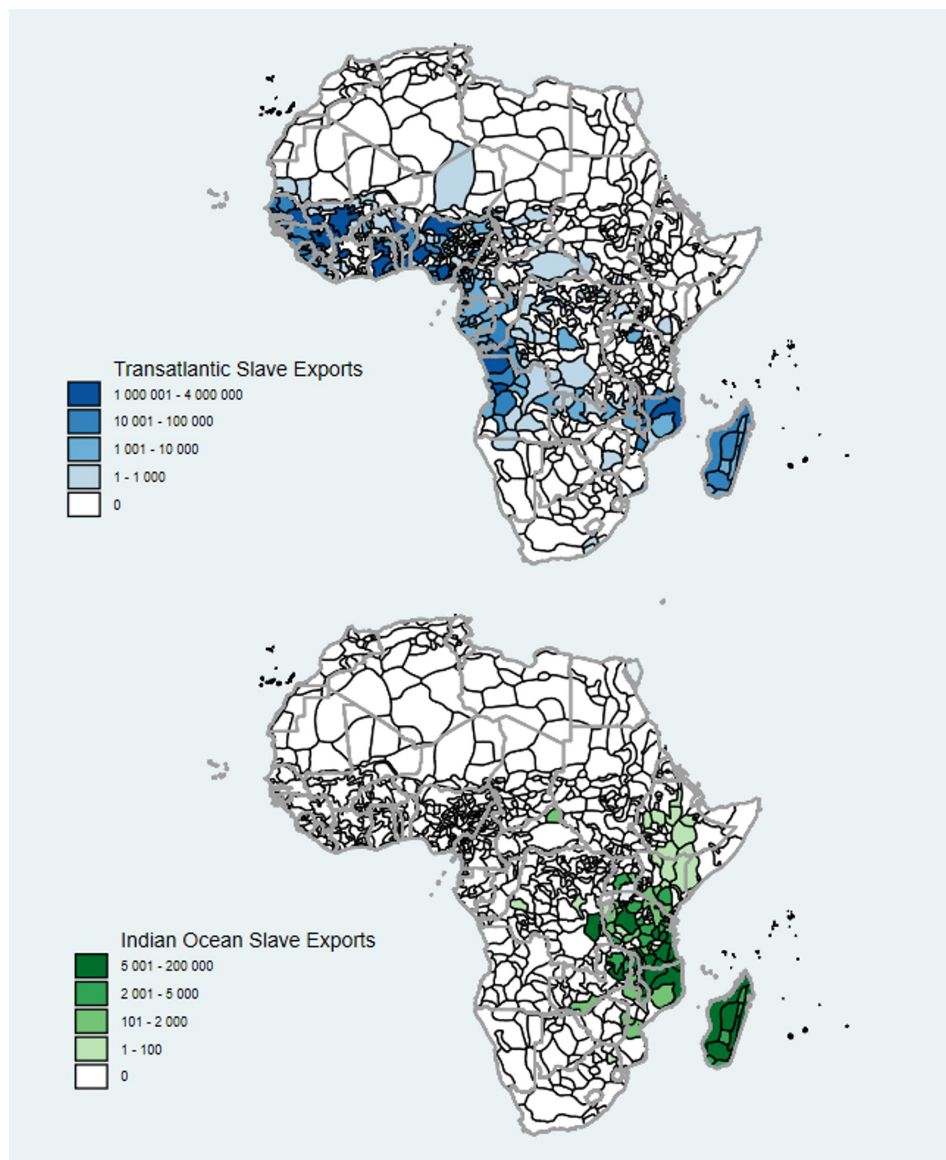 Transatlantic Slave Exports
1 000 001 - 4 000 000
10 001 - 100 000
1 001 - 10 000
1 - 1 000
0
Indian Ocean Slave Exports
5 001 - 200 000
2 001 - 5 000
101 - 2 000
1 - 100
0